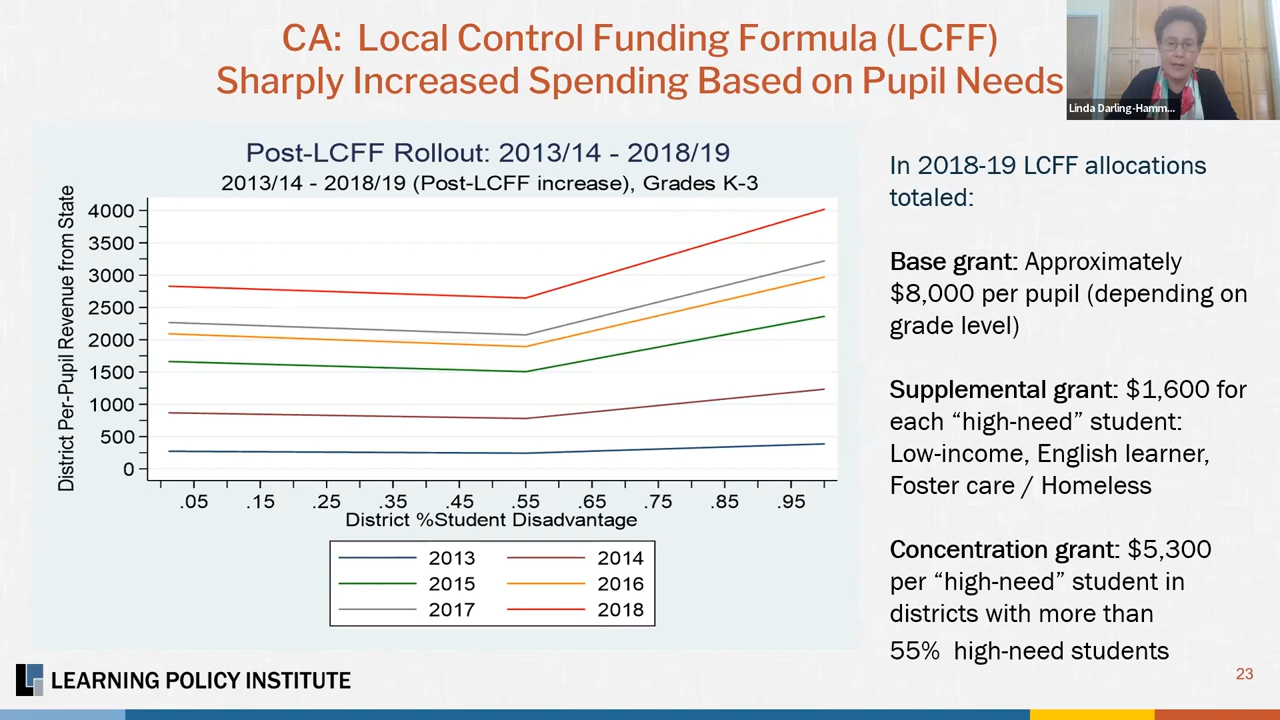 CA: Local Control Funding Formula (LCFF)
Sharply Increased Spending Based on Pupil Needs
Linda Darling-Hamm...
Post-LCFF Rollout: 2013/14 - 2018/19
2013/14 - 2018/19 (Post-LCFF increase), Grades K-3
District Per-Pupil Revenue from State
4000
3500
3000
2500
2000
1500
1000
500
0
.05 .15 .25 .35 .45 .55 .65 .75 .85 .95
District %Student Disadvantage
2013 2014
2015 2016
2017 2018
In 2018-19 LCFF allocations
totaled:
Base grant: Approximately
$8,000 per pupil (depending on
grade level)
Supplemental grant: $1,600 for
each “high-need” student:
Low-income, English learner,
Foster care / Homeless
Concentration grant: $5,300
per “high-need” student in
districts with more than
55% high-need students
LEARNING POLICY INSTITUTE
23